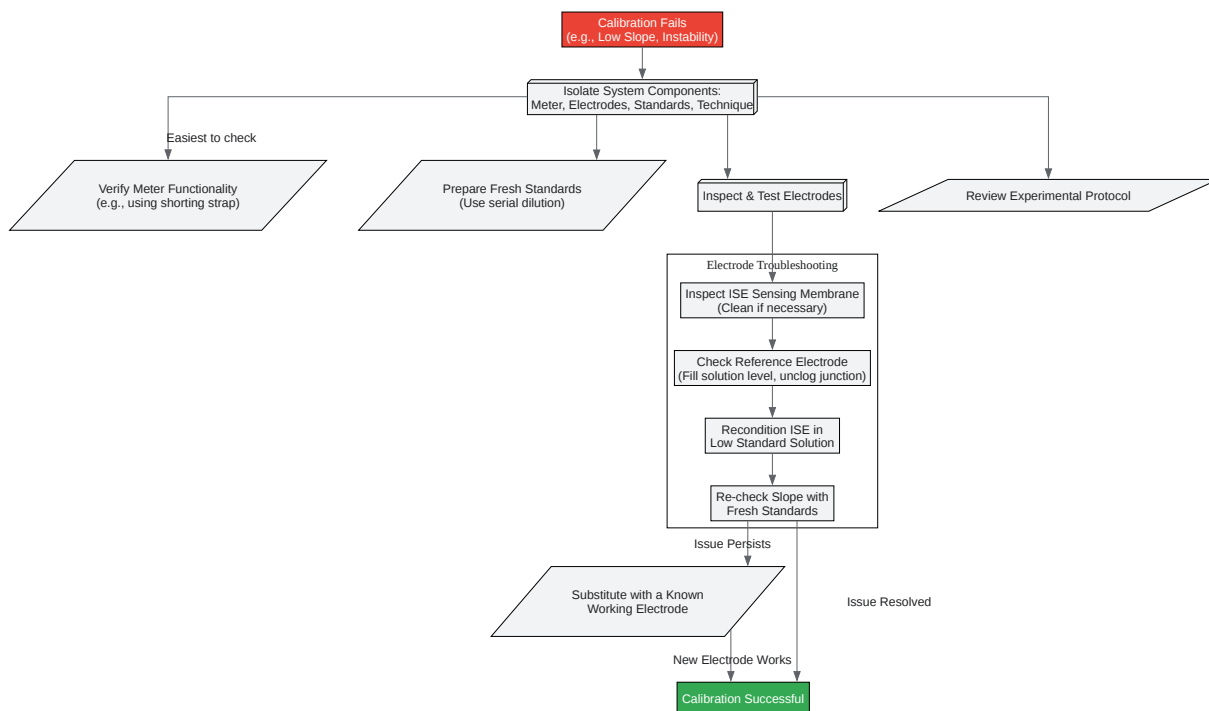 Calibration Fails
(e.g., Low Slope, Instability)
Isolate System Components:
Meter, Electrodes, Standards, Technique
Easiest to check
Verify Meter Functionality
(e.g., using shorting strap)
Prepare Fresh Standards
(Use serial dilution)
Inspect & Test Electrodes
Review Experimental Protocol
Electrode Troubleshooting
Inspect ISE Sensing Membrane
(Clean if necessary)
Check Reference Electrode
(Fill solution level, unclog junction)
Recondition ISE in
Low Standard Solution
Re-check Slope with
Fresh Standards
Issue Persists
Substitute with a Known
Working Electrode
Issue Resolved
New Electrode Works
Calibration Successful